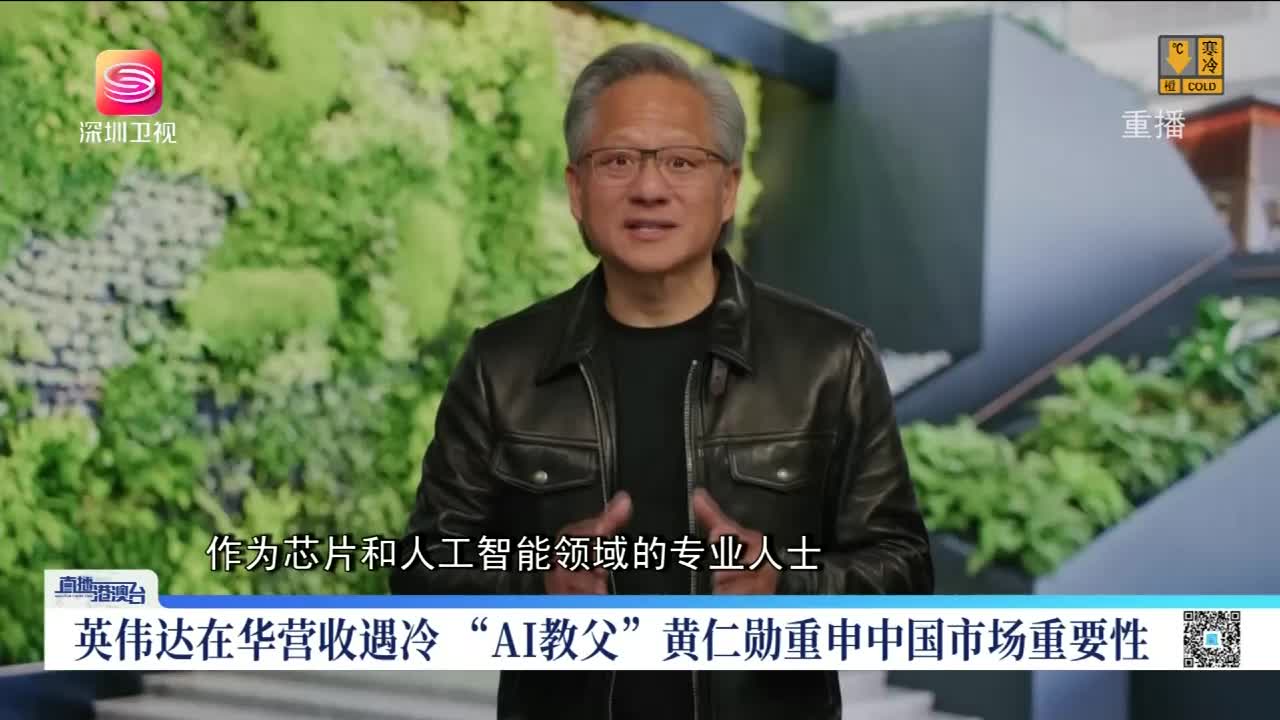 深圳卫视
℃
寒冷
橙
COLD
重播
作为芯片和人工智能领域的专业人士
直播港澳台
英伟达在华营收遇冷 “AI教父”黄仁勋重申中国市场重要性